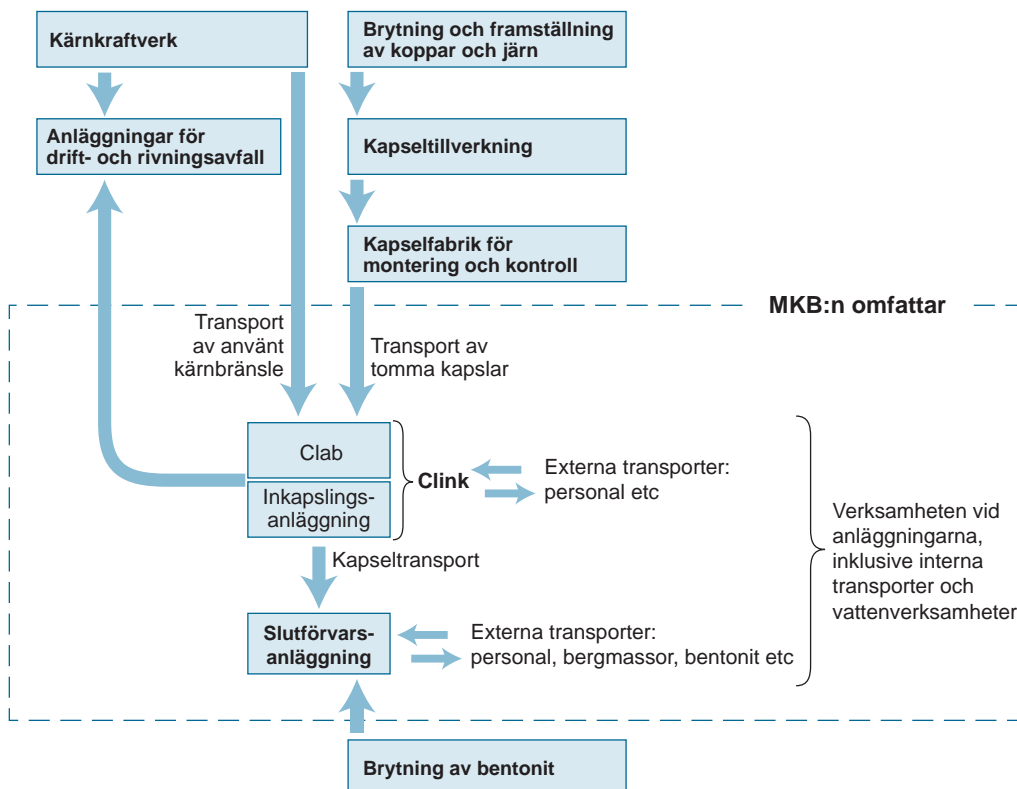 Kärnkraftverk
Brytning och framställning
av koppar och järn
Anläggningar för
drift- och rivningsavfall
Kapseltillverkning
Kapselfabrik för
montering och kontroll
MKB:n omfattar
Transport
av använt
kärnbränsle
Transport av
tomma kapslar
Clab
Inkapslings-
anläggning
Clink
Externa transporter:
personal etc
Verksamheten vid
anläggningarna,
inklusive interna
transporter och
vattenverksamheter
Kapseltransport
Slutförvars-
anläggning
Externa transporter:
personal, bergmassor, bentonit etc
Brytning av bentonit